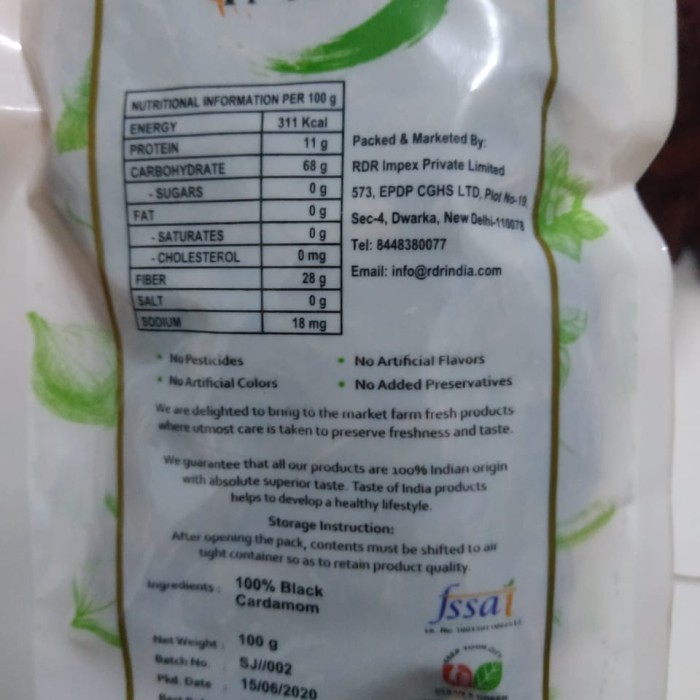 NUTRITIONAL INFORMATION PER 100 g
ENERGY 311 Kcal
PROTEIN 11 g
CARBOHYDRATE 68 g
- SUGARS 0 g
FAT 0 g
- SATURATES 0 g
- CHOLESTEROL 0 mg
FIBER 28 g
SALT 0 g
SODIUM 18 mg
Packed & Marketed By:
RDR Impex Private Limited
573, EPDP CGHS LTD, Plot No-19,
Sec-4, Dwarka, New Delhi-110078
Tel: 8448380077
Email: info@rdrindia.com
• No Pesticides
• No Artificial Flavors
• No Artificial Colors
• No Added Preservatives
We are delighted to bring to the market farm fresh products
where utmost care is taken to preserve freshness and taste.
We guarantee that all our products are 100% Indian origin
with absolute superior taste. Taste of India products
helps to develop a healthy lifestyle.
Storage Instruction:
After opening the pack, contents must be shifted to air
tight container so as to retain product quality
Ingredients : 100% Black
Cardamom
fssai
Net Weight : 100 g
Batch No. SJ//002
Pkd. Date : 15/06/2020